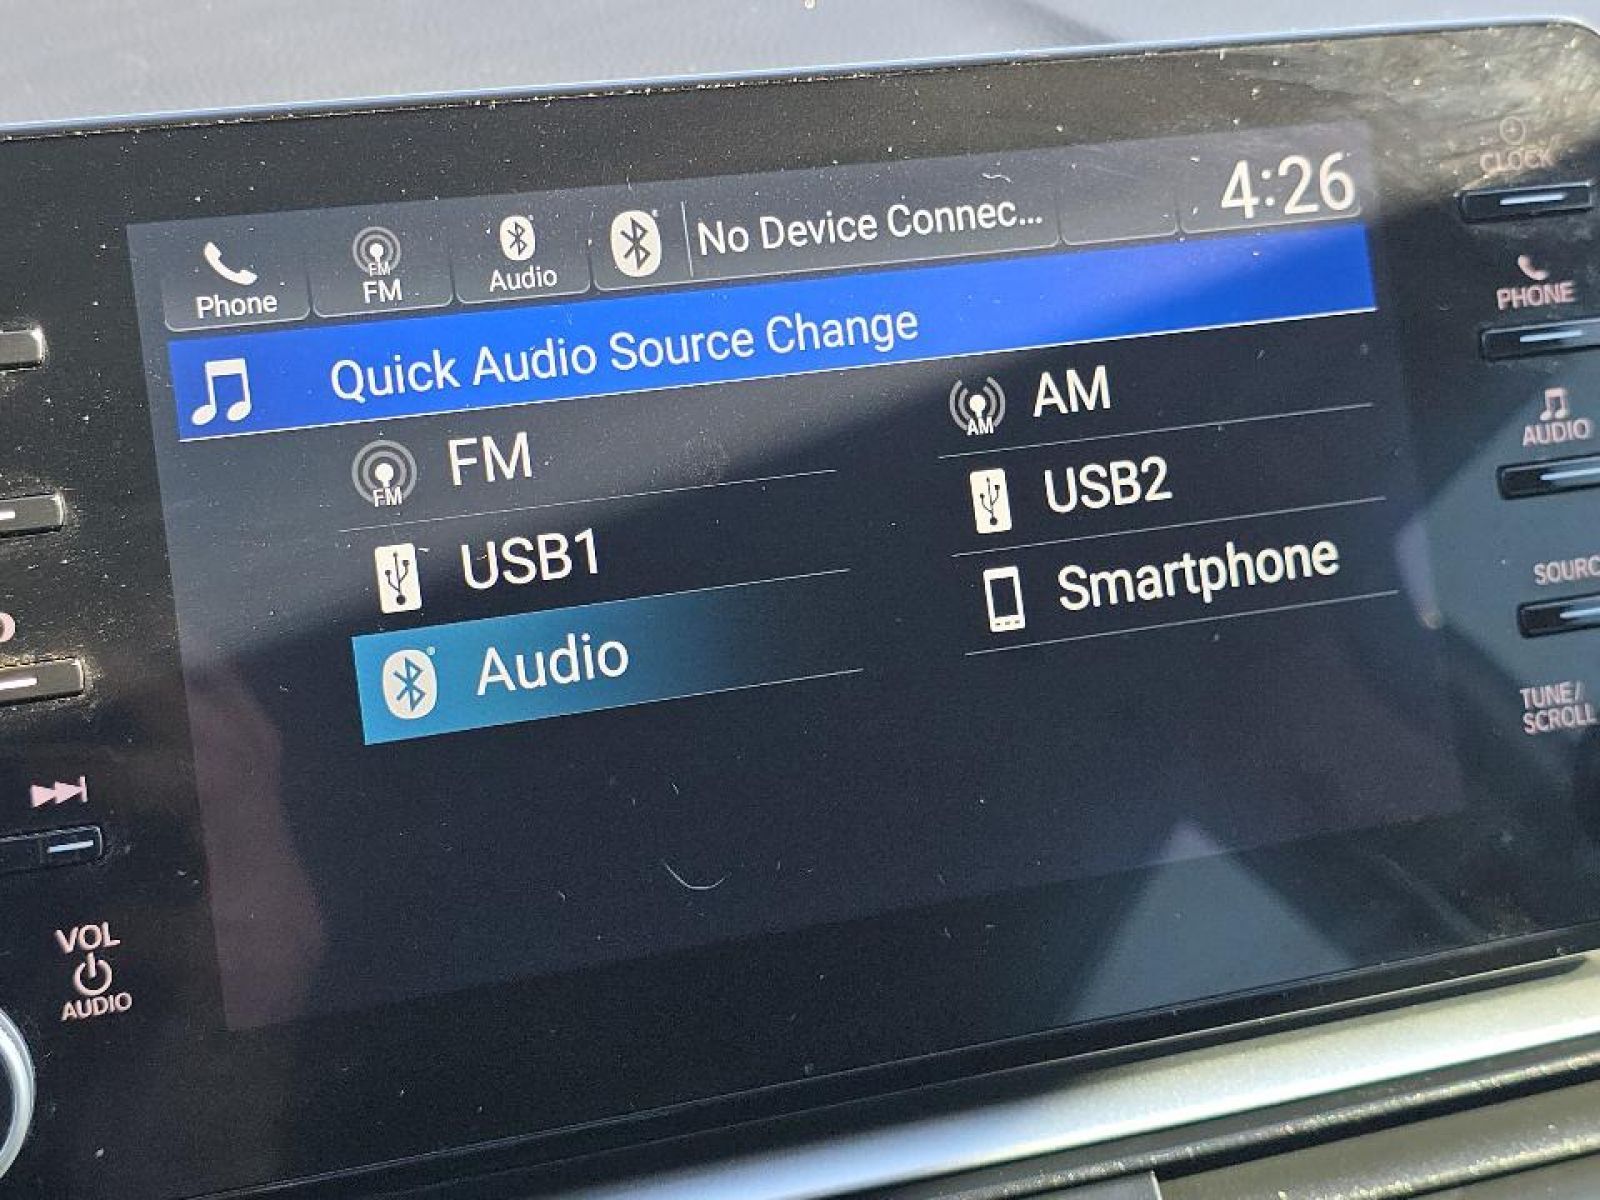 Phone
FM
FM
Audio
No Device Connec...
4:26
Quick Audio Source Change
FM
FM
AM
AM
USB1
USB2
Audio
Smartphone
CLOCK
PHONE
AUDIO
SOURC
TUNE/
SCROLL
VOL
AUDIO